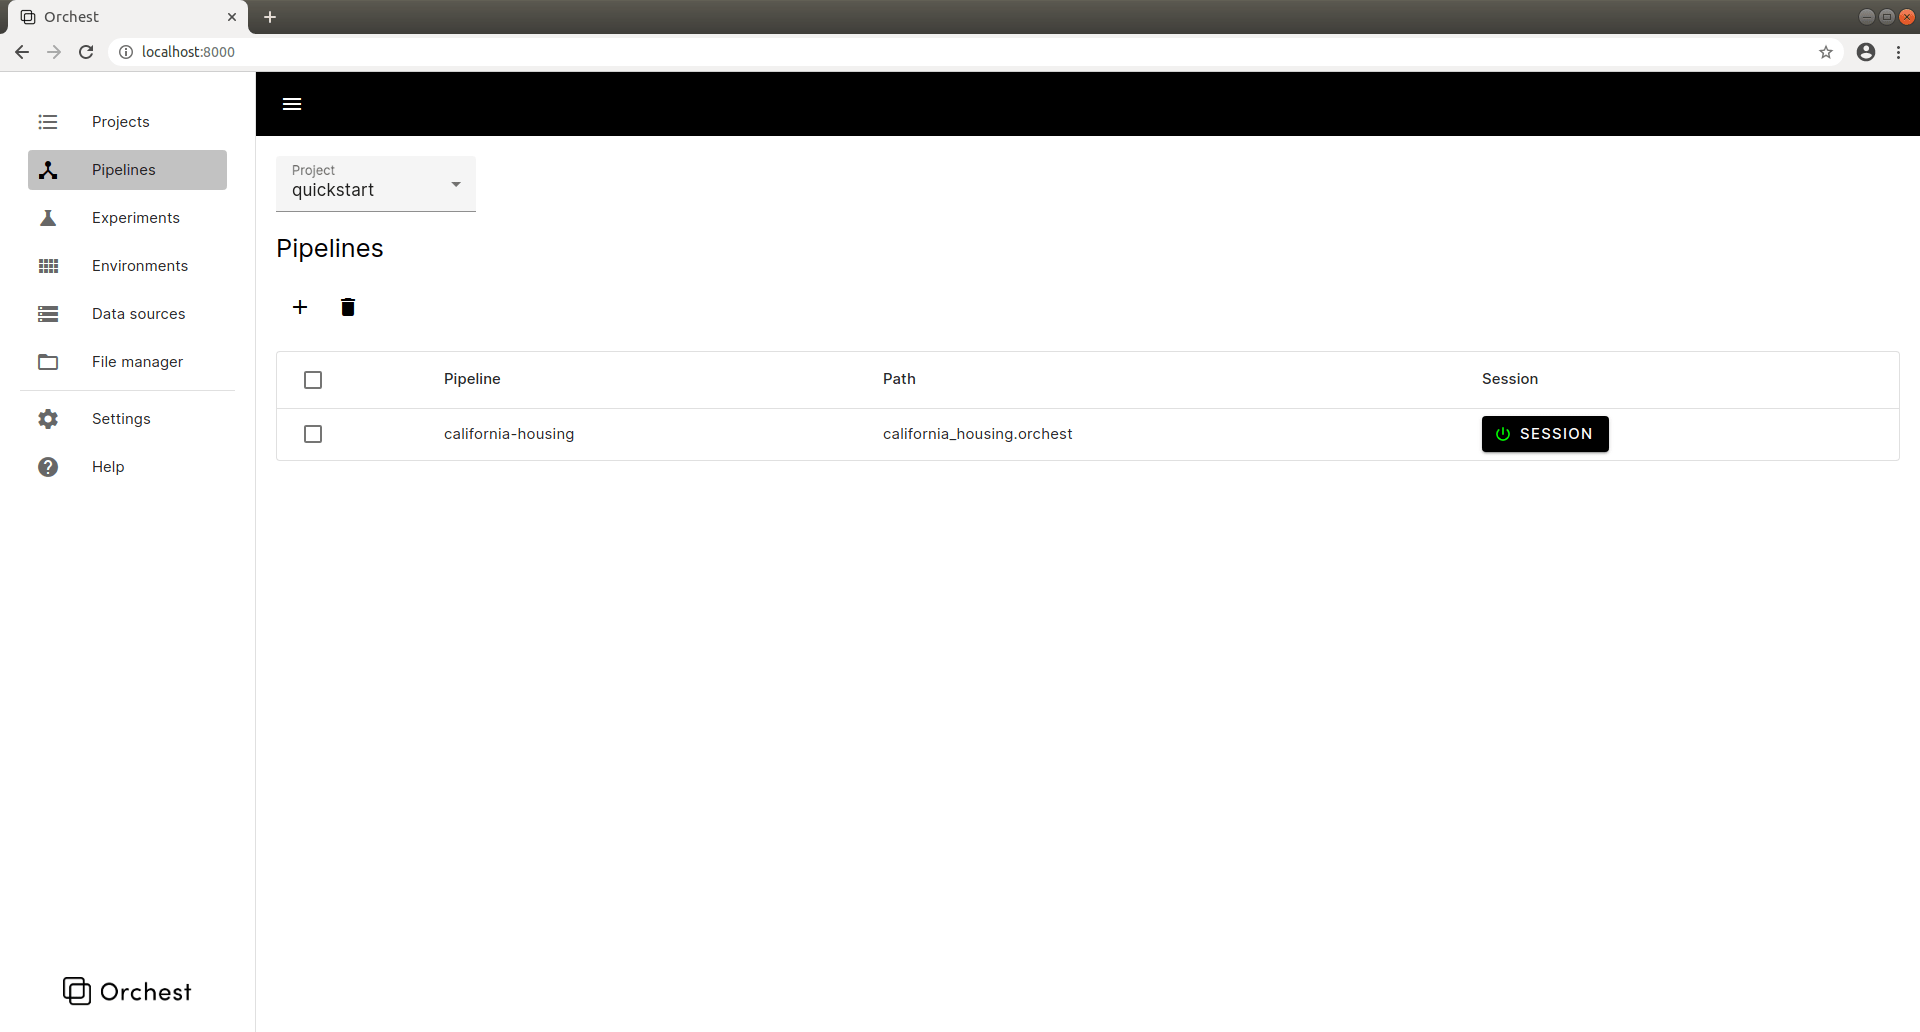 Orchest
localhost:8000
Projects
Pipelines
Experiments
Environments
Data sources
File manager
Settings
Help
Orchest
Project
quickstart
Pipelines
Pipeline Path Session
california-housing california_housing.orchest SESSION